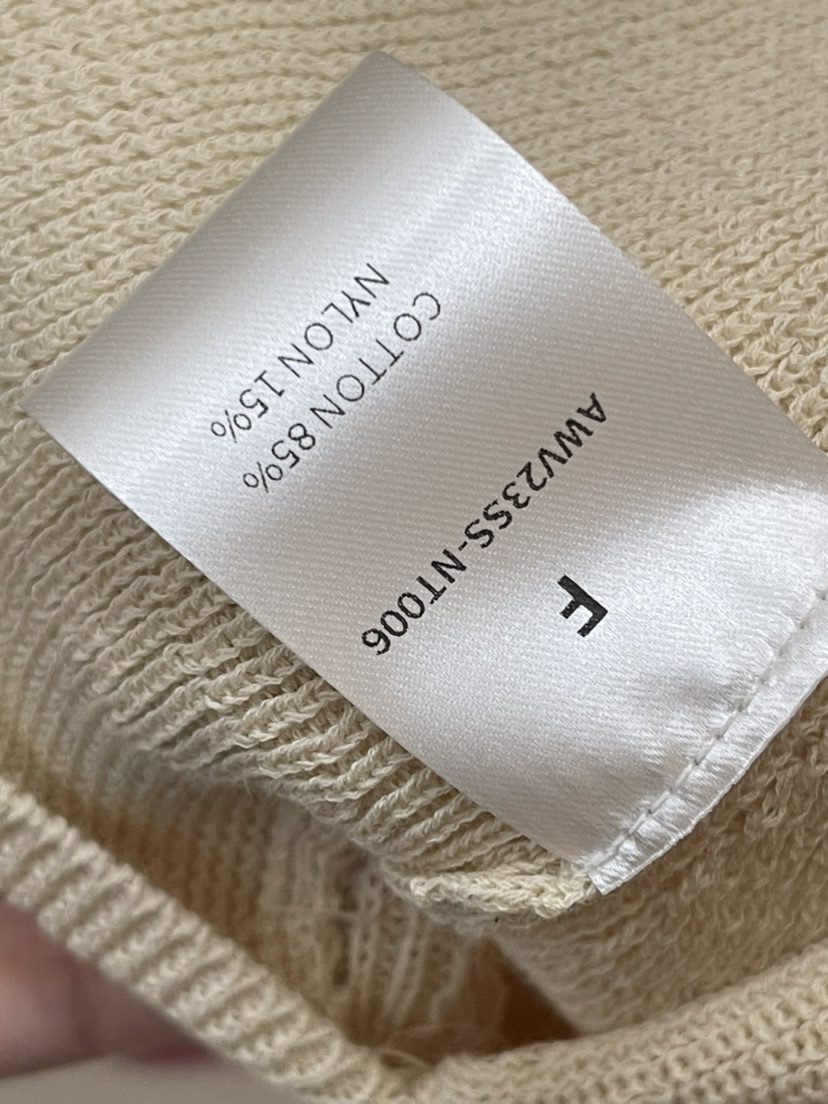 F
AWV23SS-NT006
COTTON 85%
NYLON 15%